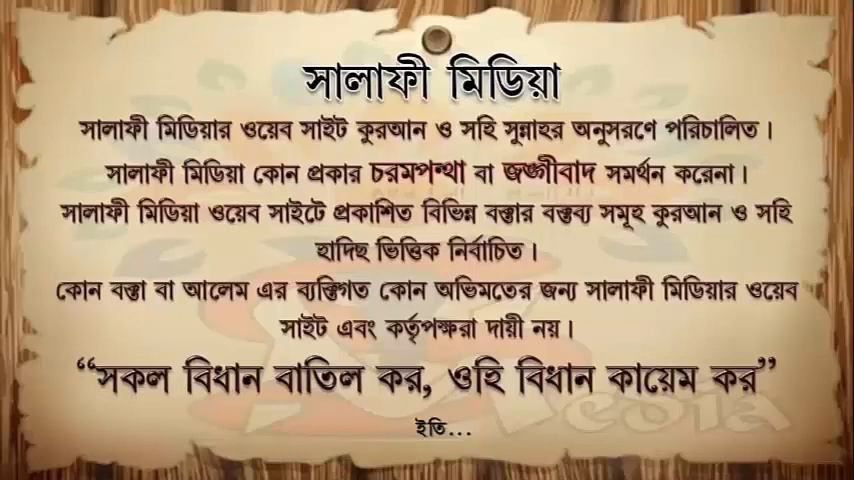 সালাফী মিডিয়া
সালাফী মিডিয়ার ওয়েব সাইট কুরআন ও সহি সুন্নাহর অনুসরণে পরিচালিত।
সালাফী মিডিয়া কোন প্রকার চরমপন্থা বা জঙ্গীবাদ সমর্থন করেনা।
সালাফী মিডিয়া ওয়েব সাইটে প্রকাশিত বিভিন্ন বক্তার বক্তব্য সমূহ কুরআন ও সহি
হাদিছ ভিত্তিক নির্বাচিত।
কোন বক্তা বা আলেম এর ব্যক্তিগত কোন অভিমতের জন্য সালাফী মিডিয়ার ওয়েব
সাইট এবং কর্তৃপক্ষরা দায়ী নয়।
“সকল বিধান বাতিল কর, ওহি বিধান কায়েম কর”
ইতি...